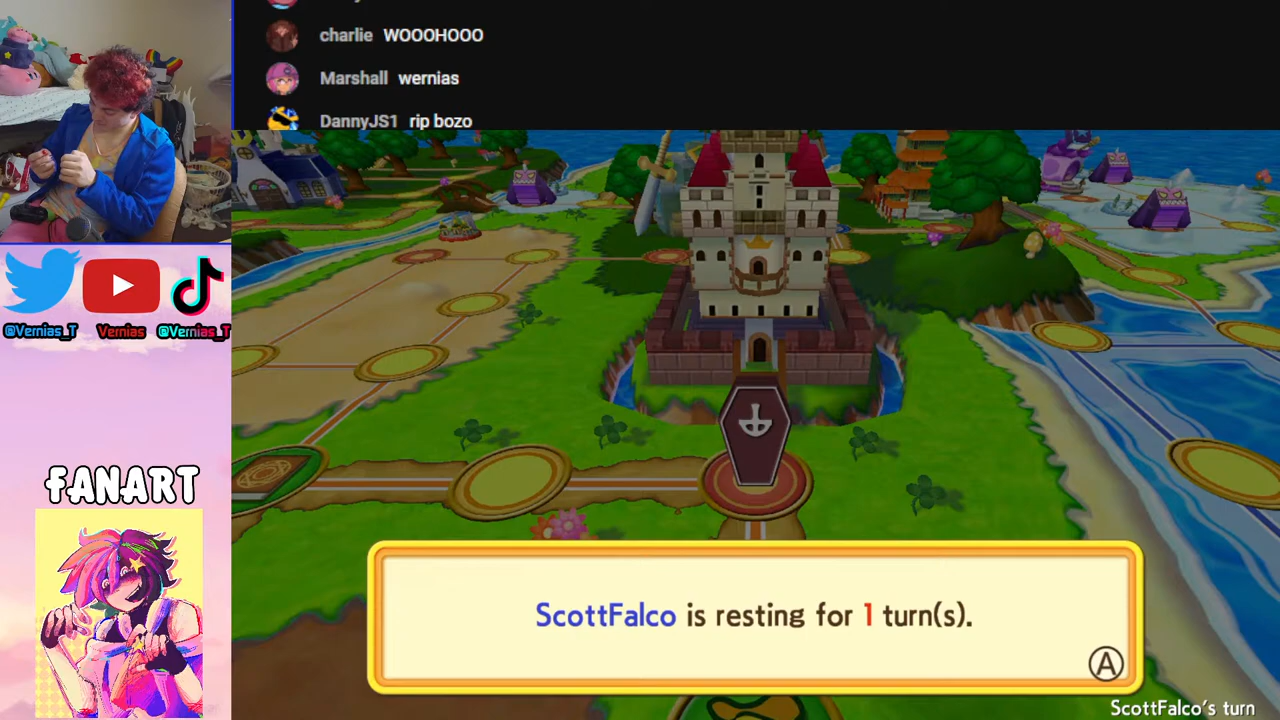 charlie WOOOHOOO
Marshall wernias
DannyJS1 rip bozo
@Vernias_T Vernias @Vernias_T
FANART
ScottFalco is resting for 1 turn(s).
A
ScottFalco's turn